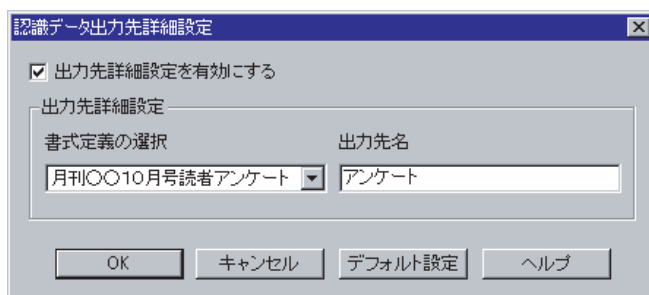 認識データ出力先詳細設定
出力先詳細設定を有効にする
出力先詳細設定
書式定義の選択 出力先名
月刊〇〇10月号読者アンケート アンケート
OK キャンセル デフォルト設定 ヘルプ